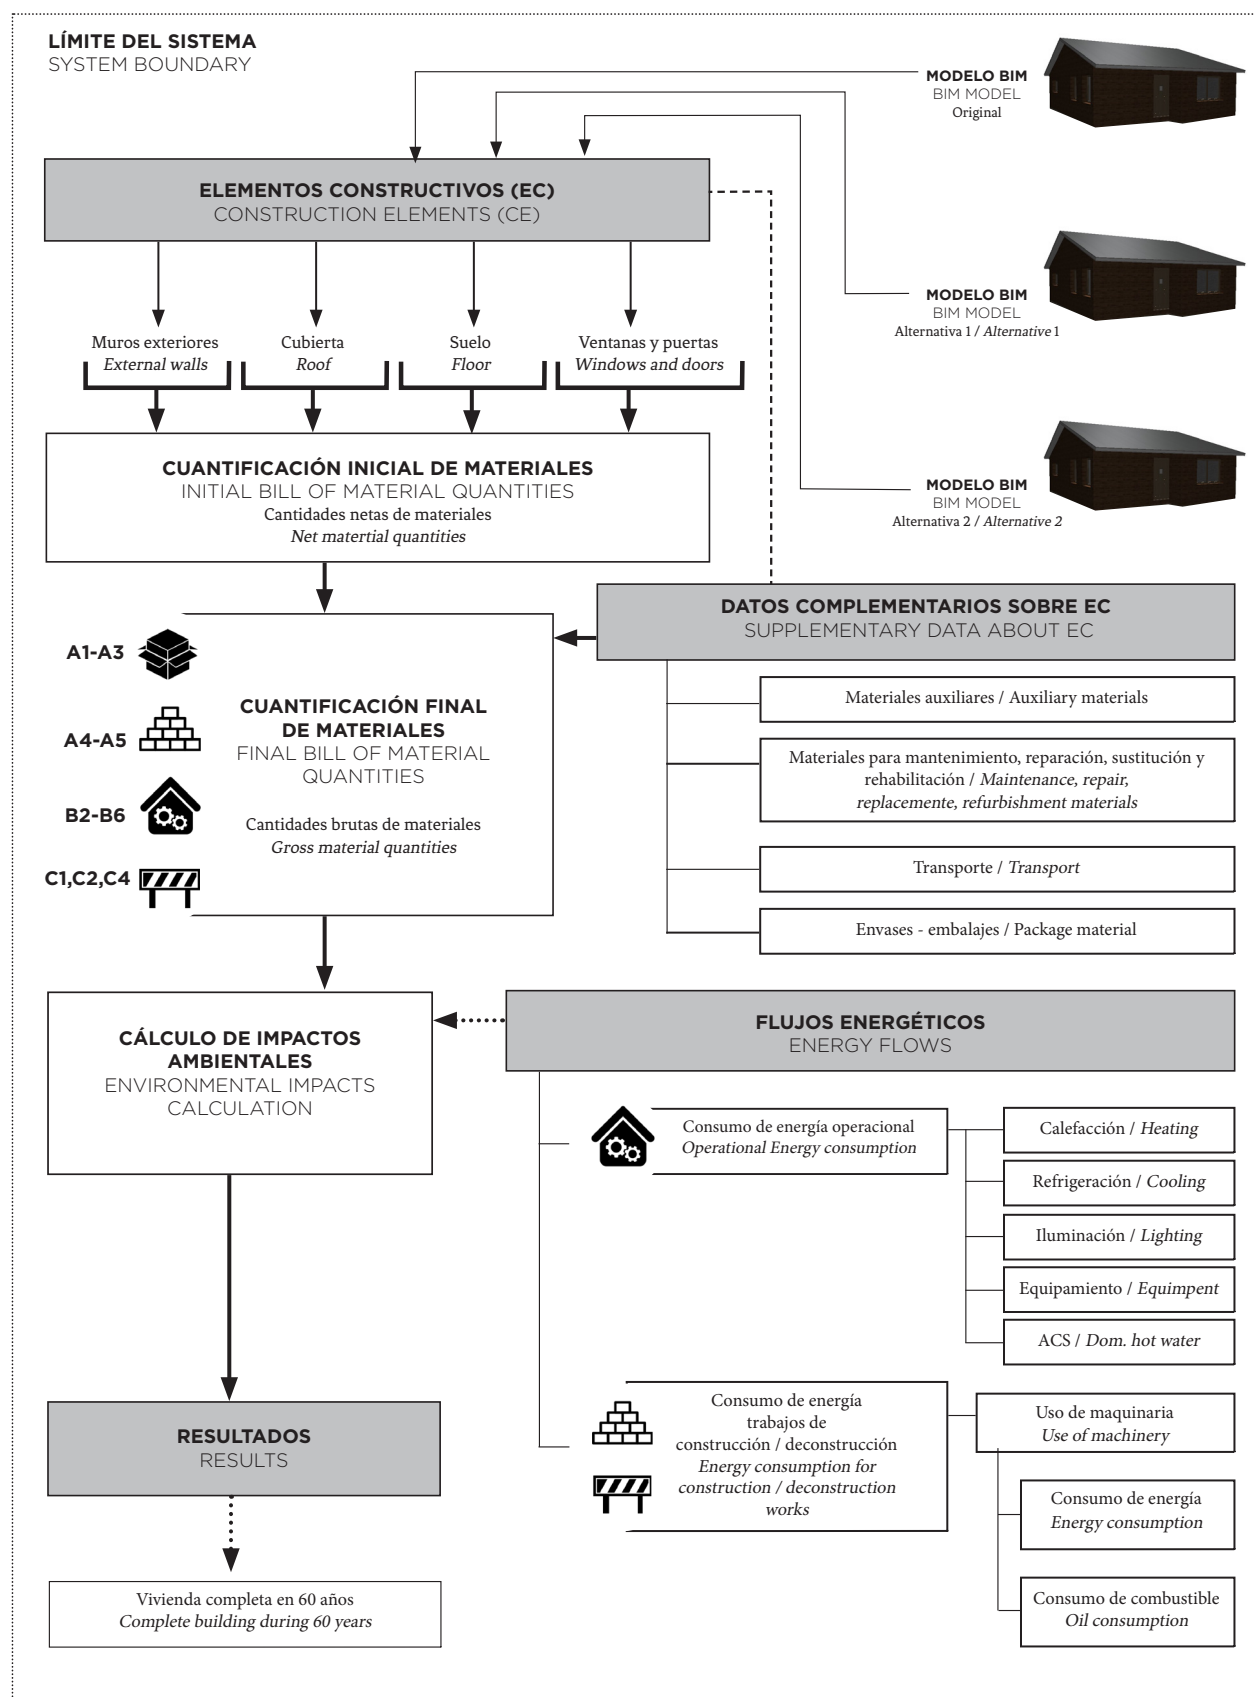 LÍMITE DEL SISTEMA
SYSTEM BOUNDARY
MODELO BIM
BIM MODEL
Original
ELEMENTOS CONSTRUCTIVOS (EC)
CONSTRUCTION ELEMENTS (CE)
MODELO BIM
BIM MODEL
Alternativa 1 / Alternative 1
Muros exteriores
External walls
Cubierta
Roof
Suelo
Floor
Ventanas y puertas
Windows and doors
CUANTIFICACIÓN INICIAL DE MATERIALES
INITIAL BILL OF MATERIAL QUANTITIES
Cantidades netas de materiales
Net matertial quantities
MODELO BIM
BIM MODEL
Alternativa 2 / Alternative 2
DATOS COMPLEMENTARIOS SOBRE EC
SUPPLEMENTARY DATA ABOUT EC
A1-A3
A4-A5
B2-B6
C1,C2,C4
CUANTIFICACIÓN FINAL
DE MATERIALES
FINAL BILL OF MATERIAL
QUANTITIES
Cantidades brutas de materiales
Gross material quantities
Materiales auxiliares / Auxiliary materials
Materiales para mantenimiento, reparación, sustitución y
rehabilitación / Maintenance, repair,
replacemente, refurbishment materials
Transporte / Transport
Envases - embalajes / Package material
CÁLCULO DE IMPACTOS
AMBIENTALES
ENVIRONMENTAL IMPACTS
CALCULATION
FLUJOS ENERGÉTICOS
ENERGY FLOWS
Consumo de energía operacional
Operational Energy consumption
Calefacción / Heating
Refrigeración / Cooling
Iluminación / Lighting
Equipamiento / Equimpent
ACS / Dom. hot water
RESULTADOS
RESULTS
Consumo de energía
trabajos de
construcción / deconstrucción
Energy consumption for
construction / deconstruction
works
Uso de maquinaria
Use of machinery
Consumo de energía
Energy consumption
Consumo de combustible
Oil consumption
Vivienda completa en 60 años
Complete building during 60 years